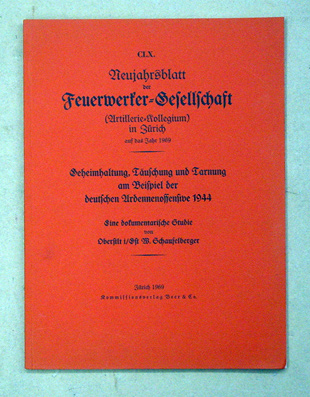 CLX.
Neujahrsblatt
der
Feuerwerker-Gesellschaft
(Artillerie-Kollegium)
in Zürich
auf das Jahr 1969
Geheimhaltung, Täuschung und Tarnung
am Beispiel der
deutschen Ardennenoffensive 1944
Eine dokumentarische Studie
von
Oberstlt i/Gst W. Schaufelberger
Zürich 1969
Kommissionsverlag Beer & Co.